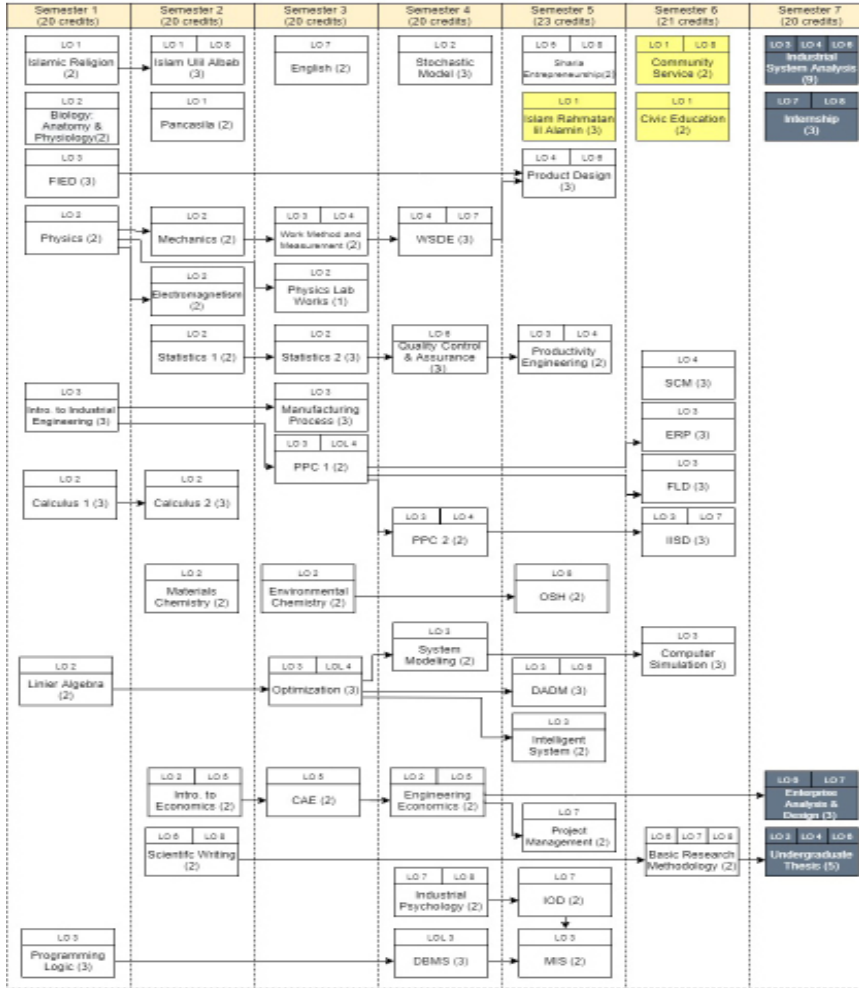 Semester 1
(20 credits)
Semester 2
(20 credits)
Semester 3
(20 credits)
Semester 4
(20 credits)
Semester 5
(23 credits)
Semester 6
(21 credits)
Semester 7
(20 credits)
LO 1
Islamic Religion
(2)
LO 1 LO 8
Islam Ulil Albab
(3)
LO 7
English (2)
LO 2
Stochastic
Model (3)
LO 6 LO 8
Sharia
Entrepreneurship(2)
LO 1 LO 8
Community
Service (2)
LO 3 LO 4 LO 6
Industrial
System Analysis
(9)
LO 2
Biology:
Anatomy &
Physiology(2)
LO 1
Pancasila (2)
LO 1
Islam Rahmatan
lil Alamin (3)
LO 1
Civic Education
(2)
LO 7 LO 8
Internship
(3)
LO 3
FIED (3)
LO 4 LO 6
Product Design
(3)
LO 2
Physics (2)
LO 2
Mechanics (2)
LO 3 LO 4
Work Method and
Measurement (2)
LO 4 LO 7
WSDE (3)
LO 2
Electromagnetism
(2)
LO 2
Physics Lab
Works (1)
LO 2
Statistics 1 (2)
LO 2
Statistics 2 (3)
LO 6
Quality Control
& Assurance
(3)
LO 3 LO 4
Productivity
Engineering (2)
LO 4
SCM (3)
LO 3
Intro. to Industrial
Engineering (3)
LO 3
Manufacturing
Process (3)
LO 3
ERP (3)
LO 3 LOL 4
PPC 1 (2)
LO 3
FLD (3)
LO 2
Calculus 1 (3)
LO 2
Calculus 2 (3)
LO 3 LO 4
PPC 2 (2)
LO 3 LO 7
IISD (3)
LO 2
Materials
Chemistry (2)
LO 2
Environmental
Chemistry (2)
LO 8
OSH (2)
LO 3
System
Modeling (2)
LO 3
Computer
Simulation (3)
LO 2
Linier Algebra
(2)
LO 3 LOL 4
Optimization (3)
LO 3
DADM (3)
LO 3
Intelligent
System (2)
LO 2 LO 5
Intro. to
Economics (2)
LO 5
CAE (2)
LO 2 LO 5
Engineering
Economics (2)
LO 6 LO 7
Enterprise
Analysis &
Design (3)
LO 7
Project
Management (2)
LO 6 LO 8
Scientifc Writing
(2)
LO 6 LO 7 LO 8
Basic Research
Methodology (2)
LO 3 LO 4 LO 6
Undergraduate
Thesis (5)
LO 7 LO 8
Industrial
Psychology (2)
LO 7
IOD (2)
LO 3
Programming
Logic (3)
LOL 3
DBMS (3)
LO 3
MIS (2)